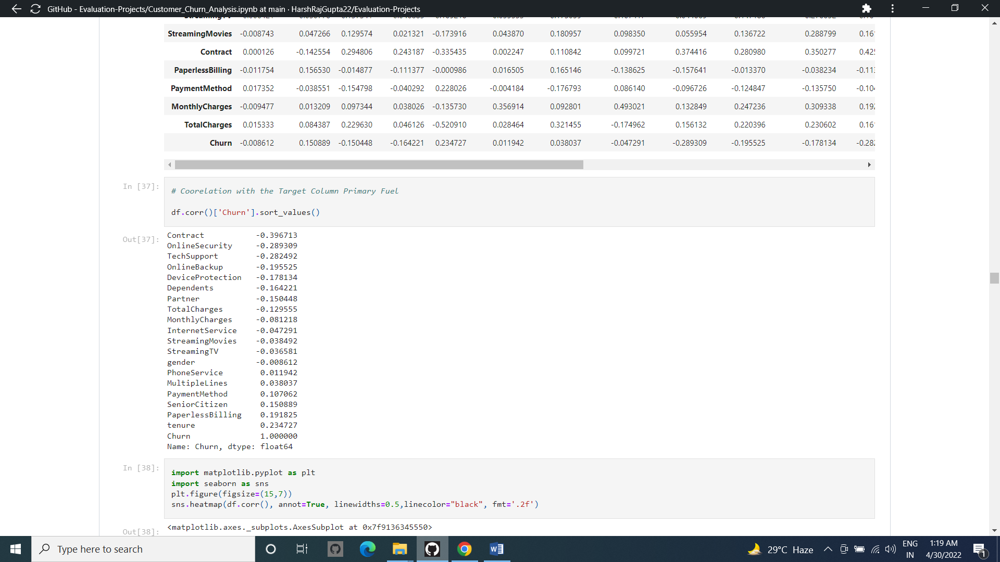 GitHub - Evaluation-Projects/Customer_Churn_Analysis.ipynb at main · HarshRajGupta22/Evaluation-Projects
StreamingMovies -0.008743 0.047266 0.129574 0.021321 -0.173916 0.043870 0.180957 0.098350 0.055954 0.136722 0.288799 0.16
Contract 0.000126 -0.142554 0.294806 0.243187 -0.335435 0.002247 0.110842 0.099721 0.374416 0.280980 0.350277 0.42
PaperlessBilling -0.011754 0.156530 -0.014877 -0.111377 -0.000986 0.016505 0.165146 -0.138625 -0.157641 -0.013370 -0.038234 -0.11
PaymentMethod 0.017352 -0.038551 -0.154798 -0.040292 0.228026 -0.004184 -0.176793 0.086140 -0.096726 -0.124847 -0.135750 -0.10
MonthlyCharges -0.009477 0.013209 0.097344 0.038026 -0.135730 0.356914 0.092801 0.493021 0.132849 0.247236 0.309338 0.19
TotalCharges 0.015333 0.084387 0.229630 0.046126 -0.520910 0.028464 0.321455 -0.174962 0.156132 0.220396 0.230602 0.16
Churn -0.008612 0.150889 -0.150448 -0.164221 0.234727 0.011942 0.038037 -0.047291 -0.289309 -0.195525 -0.178134 -0.28
In [37]:
# Coorelation with the Target Column Primary Fuel
df.corr()['Churn'].sort_values()
Out[37]:
Contract -0.396713
OnlineSecurity -0.289309
TechSupport -0.282492
OnlineBackup -0.195525
DeviceProtection -0.178134
Dependents -0.164221
Partner -0.150448
TotalCharges -0.129555
MonthlyCharges -0.081218
InternetService -0.047291
StreamingMovies -0.038492
StreamingTV -0.036581
gender -0.008612
PhoneService 0.011942
MultipleLines 0.038037
PaymentMethod 0.107062
SeniorCitizen 0.150889
PaperlessBilling 0.191825
tenure 0.234727
Churn 1.000000
Name: Churn, dtype: float64
In [38]:
import matplotlib.pyplot as plt
import seaborn as sns
plt.figure(figsize=(15,7))
sns.heatmap(df.corr(), annot=True, linewidths=0.5,linecolor="black", fmt='.2f')
Out[38]:
<matplotlib.axes._subplots.AxesSubplot at 0x7f9136345550>
Type here to search
29°C Haze
ENG
IN
1:19 AM
4/30/2022
1